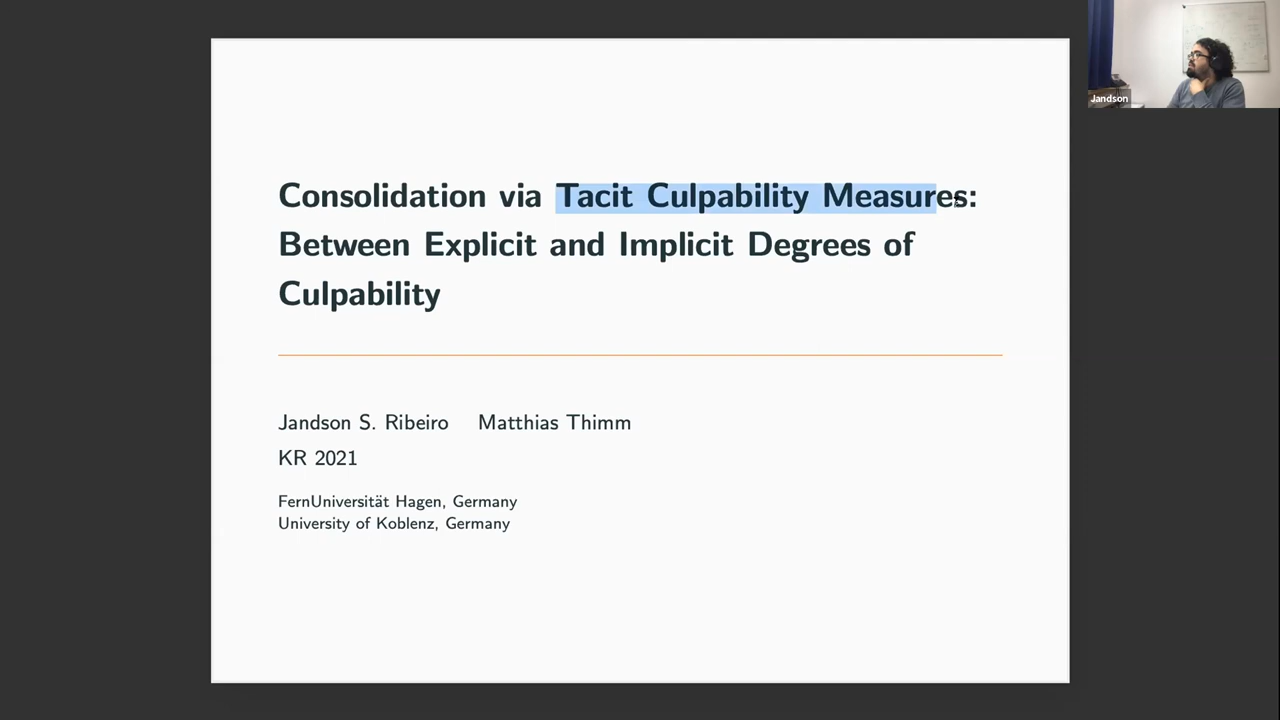 Consolidation via Tacit Culpability Measures:
Between Explicit and Implicit Degrees of
Culpability
Jandson S. Ribeiro Matthias Thimm
KR 2021
FernUniversität Hagen, Germany
University of Koblenz, Germany
Jandson